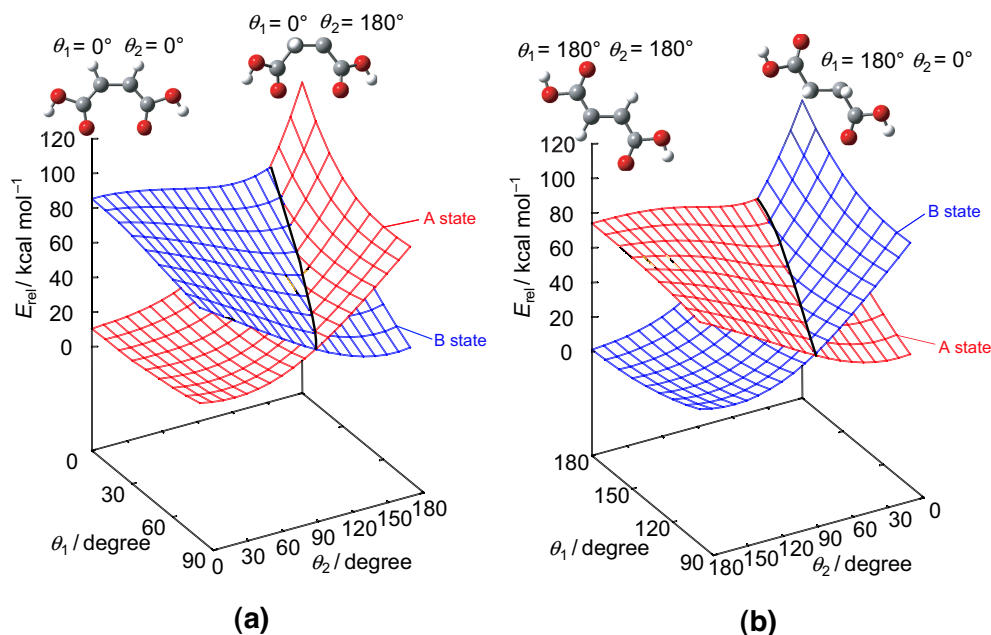 θ1 = 0° θ2 = 0°
θ1 = 0° θ2 = 180°
120
100
80
60
40
20
0
Erel / kcal mol−1
A state
B state
0
30
60
90
θ1 / degree
0
30
60
90
120
150
180
θ2 / degree
(a)
θ1 = 180° θ2 = 180°
θ1 = 180° θ2 = 0°
120
100
80
60
40
20
0
Erel / kcal mol−1
B state
A state
180
150
120
90
θ1 / degree
180
150
120
90
60
30
0
θ2 / degree
(b)